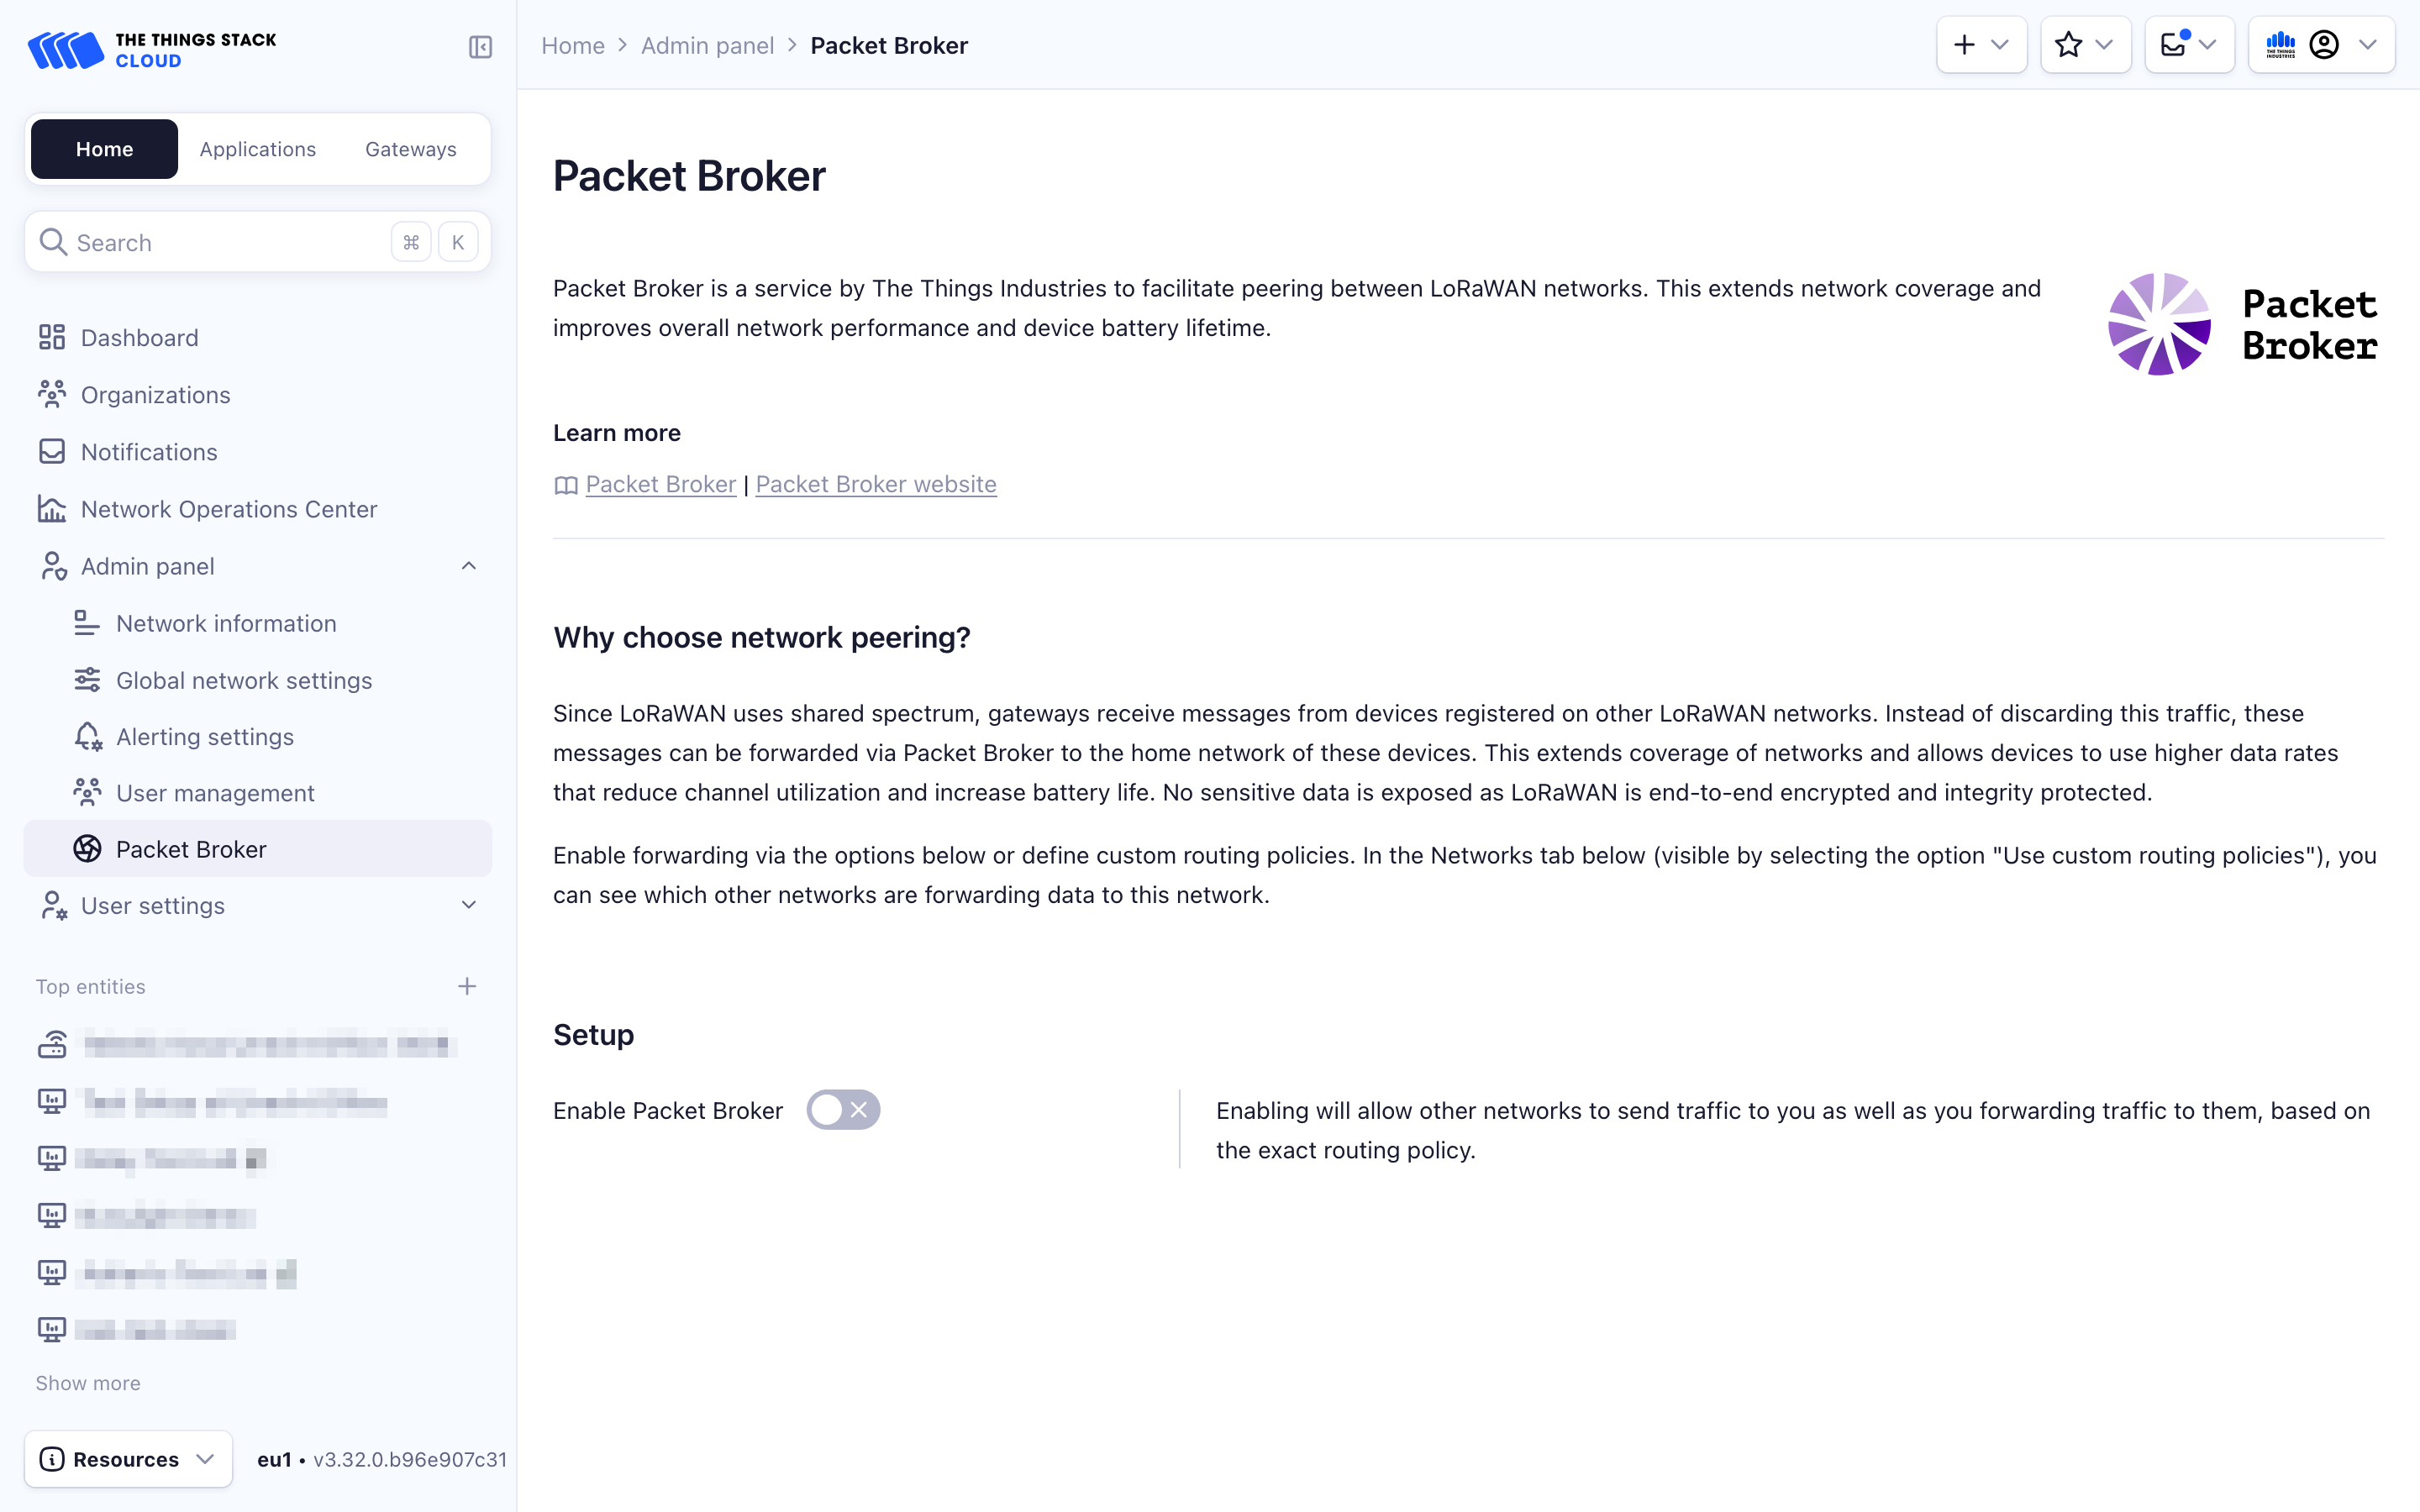 THE THINGS STACK
CLOUD
Home
Applications
Gateways
Search
⌘ K
Dashboard
Organizations
Notifications
Network Operations Center
Admin panel
Network information
Global network settings
Alerting settings
User management
Packet Broker
User settings
Top entities
Show more
Resources
eu1 • v3.32.0.b96e907c31
Home > Admin panel > Packet Broker
THE THINGS
INDUSTRIES
Packet Broker
Packet Broker is a service by The Things Industries to facilitate peering between LoRaWAN networks. This extends network coverage and
improves overall network performance and device battery lifetime.
Packet
Broker
Learn more
Packet Broker | Packet Broker website
Why choose network peering?
Since LoRaWAN uses shared spectrum, gateways receive messages from devices registered on other LoRaWAN networks. Instead of discarding this traffic, these
messages can be forwarded via Packet Broker to the home network of these devices. This extends coverage of networks and allows devices to use higher data rates
that reduce channel utilization and increase battery life. No sensitive data is exposed as LoRaWAN is end-to-end encrypted and integrity protected.
Enable forwarding via the options below or define custom routing policies. In the Networks tab below (visible by selecting the option "Use custom routing policies"), you
can see which other networks are forwarding data to this network.
Setup
Enable Packet Broker
Enabling will allow other networks to send traffic to you as well as you forwarding traffic to them, based on
the exact routing policy.